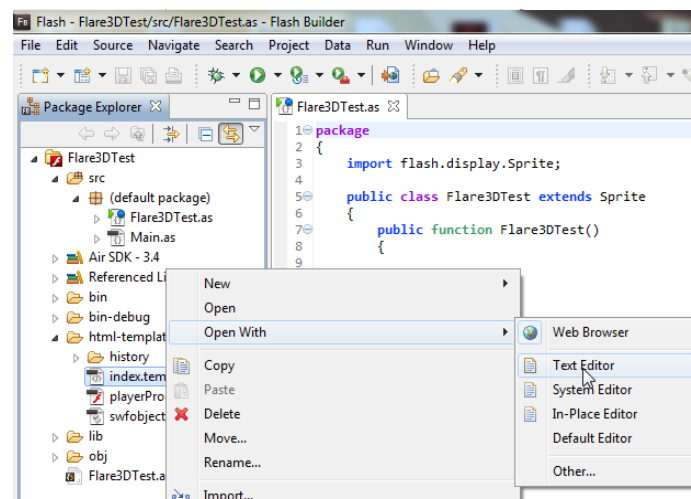 Fb Flash - Flare3DTest/src/Flare3DTest.as - Flash Builder
File Edit Source Navigate Search Project Data Run Window Help
Package Explorer
Flare3DTest.as
Flare3DTest
src
(default package)
Flare3DTest.as
Main.as
Air SDK - 3.4
Referenced Li
bin
bin-debug
html-templat
history
index.tem
playerPro
swfobject
lib
obj
Flare3DTest.a
1 package
2 {
3 import flash.display.Sprite;
4
5 public class Flare3DTest extends Sprite
6 {
7 public function Flare3DTest()
8 {
9
New
Open
Open With
Copy
Paste
Delete
Move...
Rename...
Import...
Web Browser
Text Editor
System Editor
In-Place Editor
Default Editor
Other...